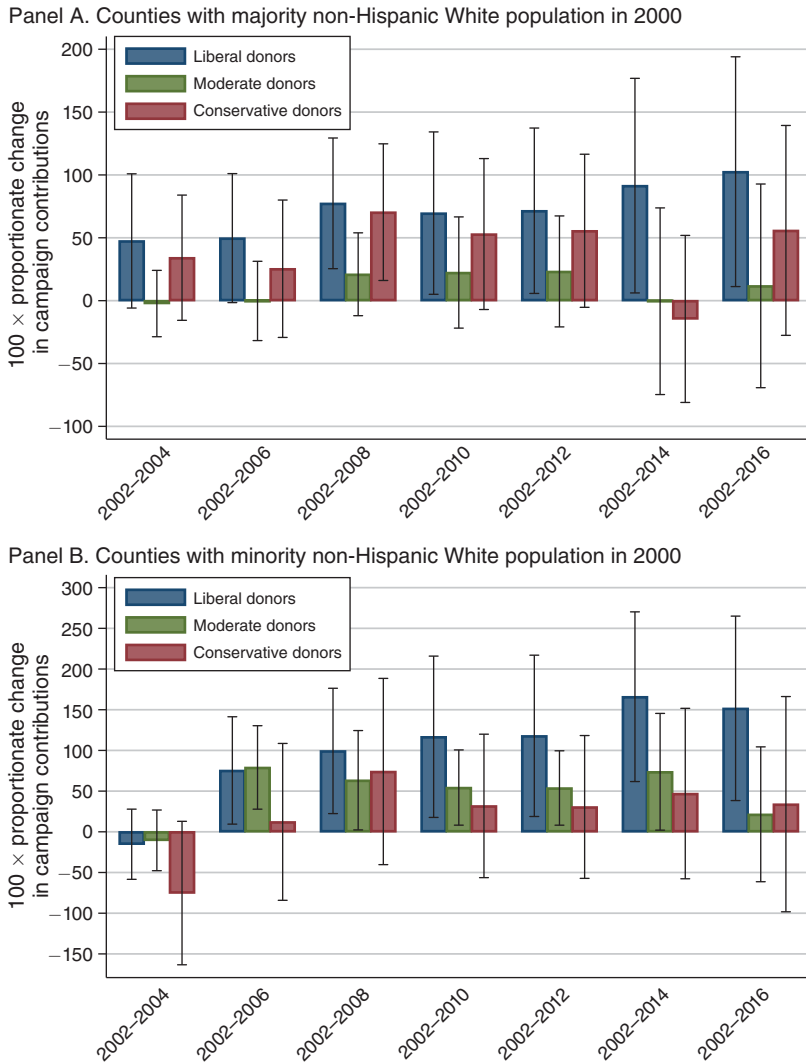 Panel A. Counties with majority non-Hispanic White population in 2000
200
150
100
50
0
−50
−100
100 × proportionate change
in campaign contributions
Liberal donors
Moderate donors
Conservative donors
2002–2004
2002–2006
2002–2008
2002–2010
2002–2012
2002–2014
2002–2016
Panel B. Counties with minority non-Hispanic White population in 2000
300
250
200
150
100
50
0
−50
−100
−150
100 × proportionate change
in campaign contributions
Liberal donors
Moderate donors
Conservative donors
2002–2004
2002–2006
2002–2008
2002–2010
2002–2012
2002–2014
2002–2016